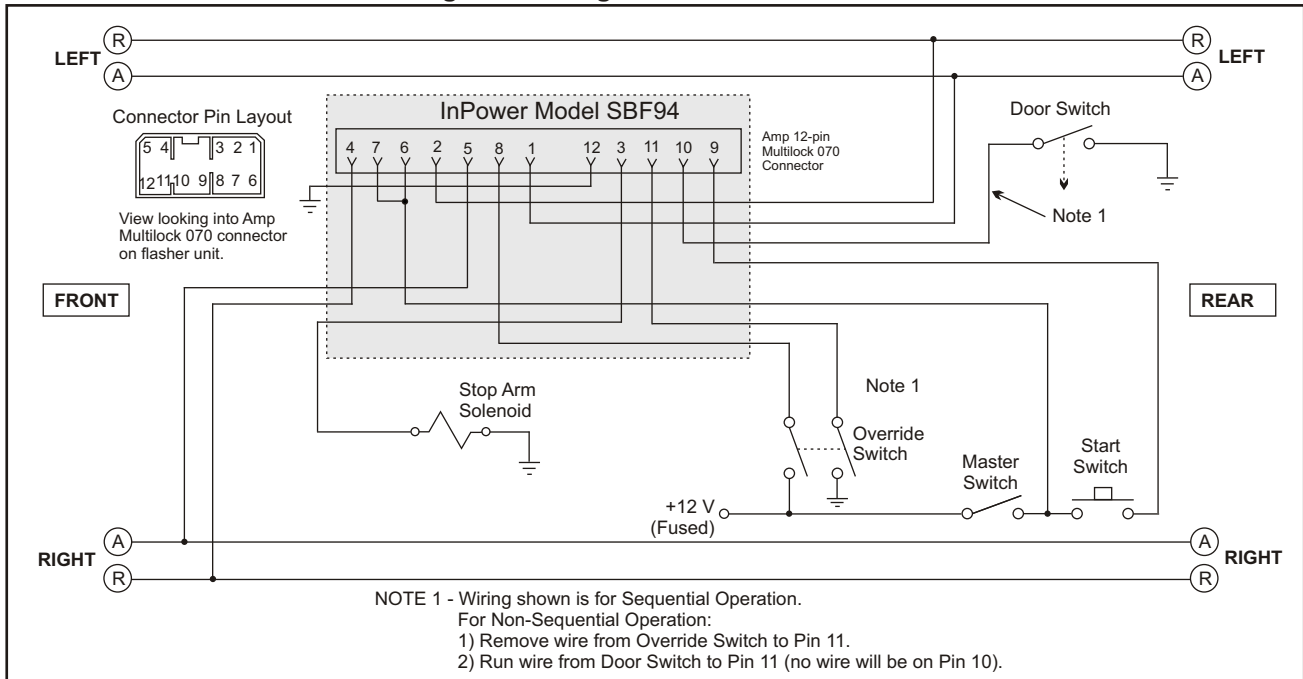 R
LEFT
A
R
LEFT
A
Connector Pin Layout
5 4 3 2 1
12 11 10 9 8 7 6
View looking into Amp
Multilock 070 connector
on flasher unit.
InPower Model SBF94
4 7 6 2 5 8 1 12 3 11 10 9
Amp 12-pin
Multilock 070
Connector
Door Switch
Note 1
FRONT
REAR
Stop Arm
Solenoid
Note 1
Override
Switch
Master
Switch
Start
Switch
+12 V
(Fused)
A
RIGHT
R
A
RIGHT
R
NOTE 1 - Wiring shown is for Sequential Operation.
For Non-Sequential Operation:
1) Remove wire from Override Switch to Pin 11.
2) Run wire from Door Switch to Pin 11 (no wire will be on Pin 10).